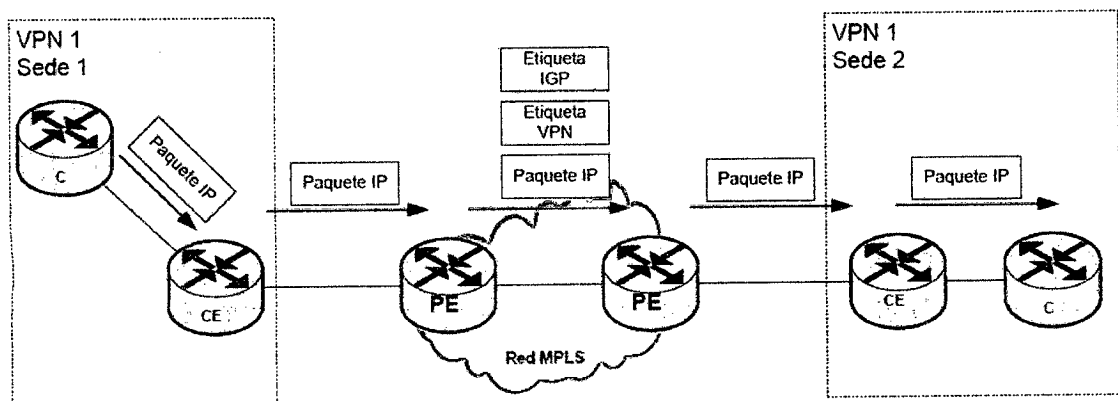 VPN 1
Sede 1
Etiqueta
IGP
VPN 1
Sede 2
Etiqueta
VPN
C
Paquete IP
Paquete IP
Paquete IP
Paquete IP
Paquete IP
CE
PE
PE
CE
C
Red MPLS